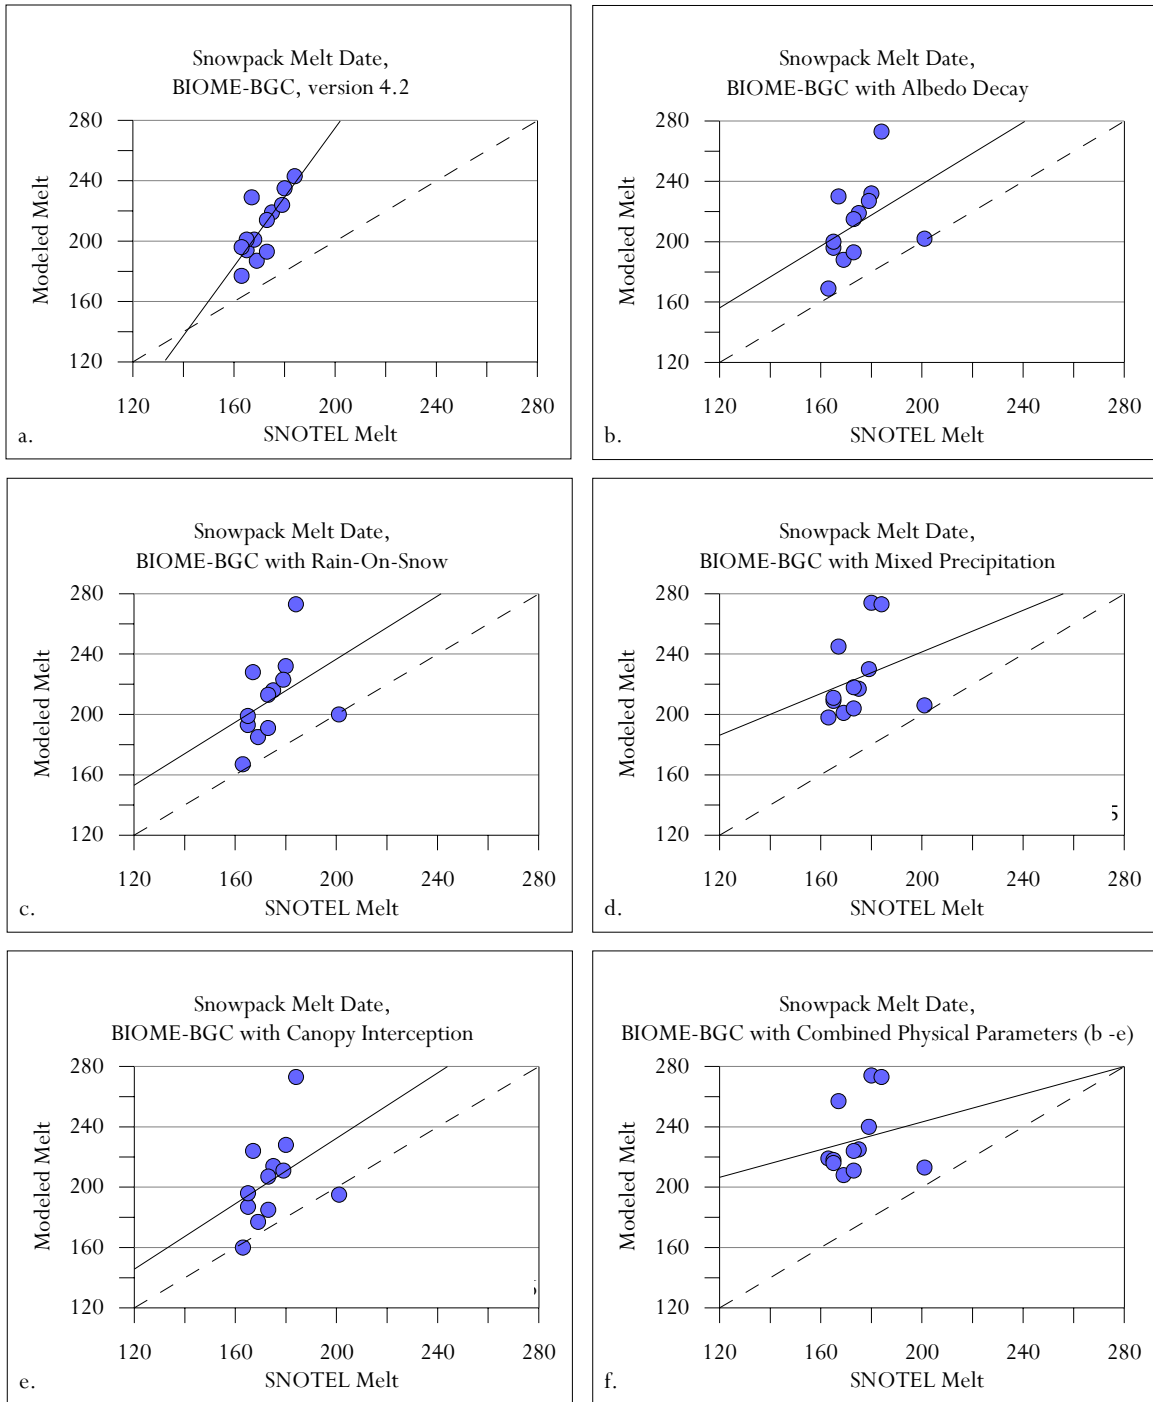 Snowpack Melt Date,
BIOME-BGC, version 4.2
280
240
200
160
120
Modeled Melt
120 160 200 240 280
SNOTEL Melt
a.
Snowpack Melt Date,
BIOME-BGC with Albedo Decay
280
240
200
160
120
Modeled Melt
120 160 200 240 280
SNOTEL Melt
b.
Snowpack Melt Date,
BIOME-BGC with Rain-On-Snow
280
240
200
160
120
Modeled Melt
120 160 200 240 280
SNOTEL Melt
c.
Snowpack Melt Date,
BIOME-BGC with Mixed Precipitation
280
240
200
160
120
Modeled Melt
120 160 200 240 280
SNOTEL Melt
d.
Snowpack Melt Date,
BIOME-BGC with Canopy Interception
280
240
200
160
120
Modeled Melt
120 160 200 240 280
SNOTEL Melt
e.
Snowpack Melt Date,
BIOME-BGC with Combined Physical Parameters (b -e)
280
240
200
160
120
Modeled Melt
120 160 200 240 280
SNOTEL Melt
f.